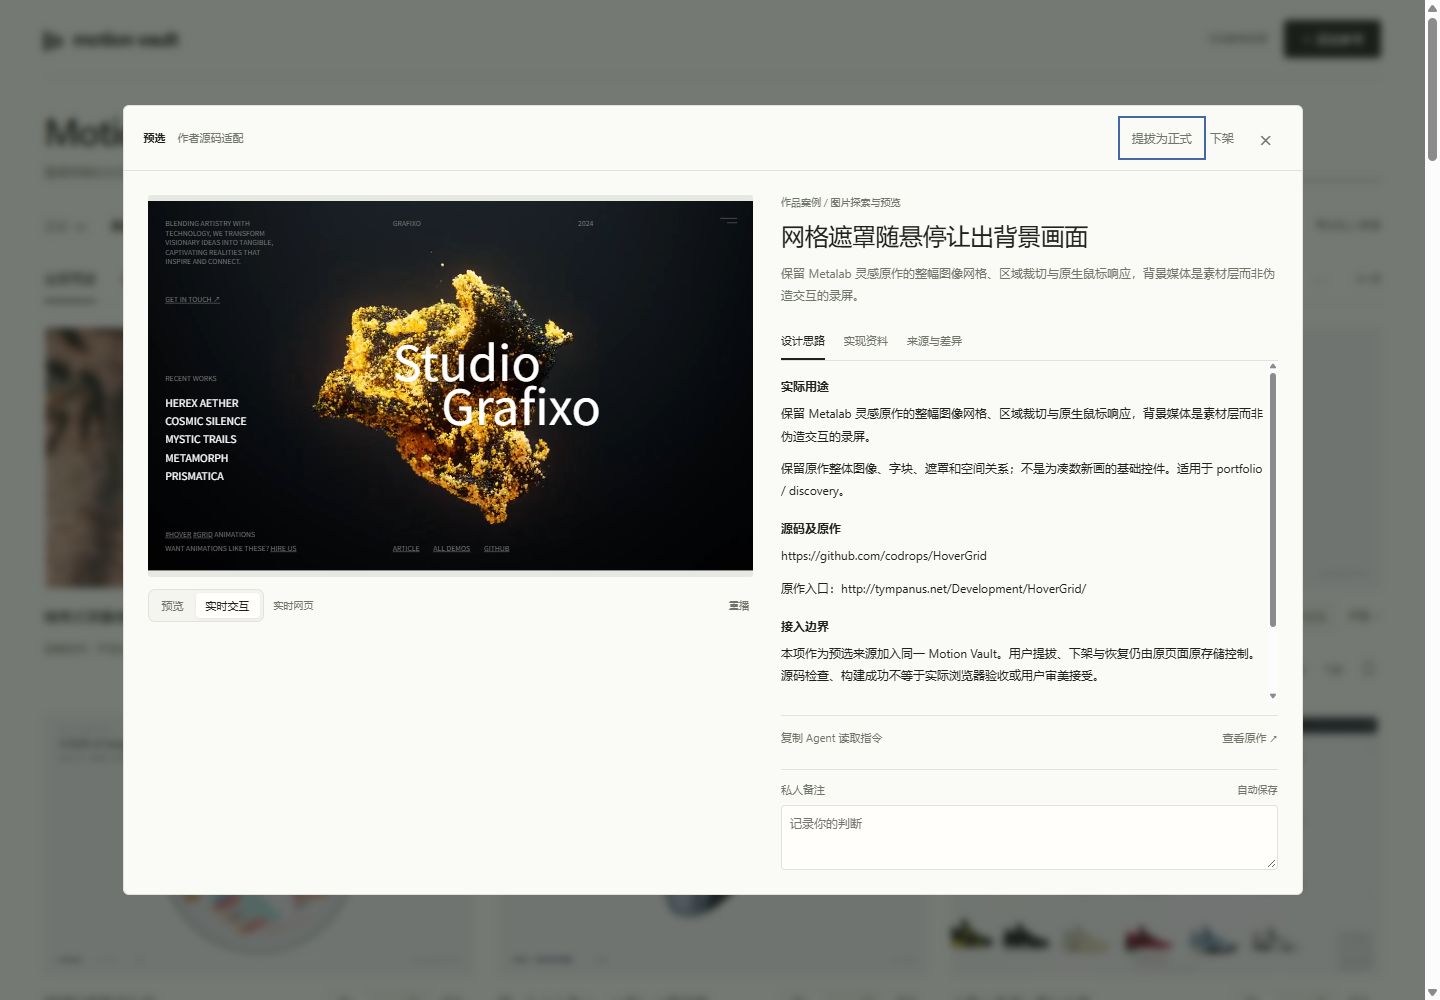 motion vault
Motio
预选 作者源码适配
提拔为正式 下架 ×
BLENDING ARTISTRY WITH
TECHNOLOGY, WE TRANSFORM
VISIONARY IDEAS INTO TANGIBLE,
CAPTIVATING REALITIES THAT
INSPIRE AND CONNECT.
GRAFIXO
2024
GET IN TOUCH ↗
Studio
Grafixo
RECENT WORKS
HEREX AETHER
COSMIC SILENCE
MYSTIC TRAILS
METAMORPH
PRISMATICA
#HOVER #GRID ANIMATIONS
WANT ANIMATIONS LIKE THESE? HIRE US
ARTICLE ALL DEMOS GITHUB
预览 实时交互 实时网页 重播
作品案例 / 图片探索与预览
网格遮罩随悬停让出背景画面
保留 Metalab 灵感原作的整幅图像网格、区域裁切与原生鼠标响应，背景媒体是素材层而非伪
造交互的录屏。
设计思路 实现资料 来源与差异
实际用途
保留 Metalab 灵感原作的整幅图像网格、区域裁切与原生鼠标响应，背景媒体是素材层而非
伪造交互的录屏。
保留原作整体图像、字块、遮罩和空间关系；不是为凑数新画的基础控件。适用于 portfolio
/ discovery。
源码及原作
https://github.com/codrops/HoverGrid
原作入口：http://tympanus.net/Development/HoverGrid/
接入边界
本项作为预选来源加入同一 Motion Vault。用户提拔、下架与恢复仍由原页面原存储控制。
源码检查、构建成功不等于实际浏览器验收或用户审美接受。
复制 Agent 读取指令 查看原作 ↗
私人备注 自动保存
记录你的判断